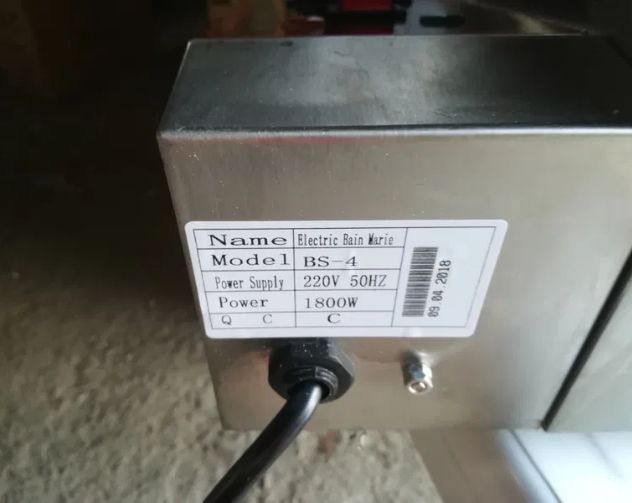 Name Electric Bain Marie
Model BS-4
Power Supply 220V 50HZ
Power 1800W
Q C C
09.04.2018